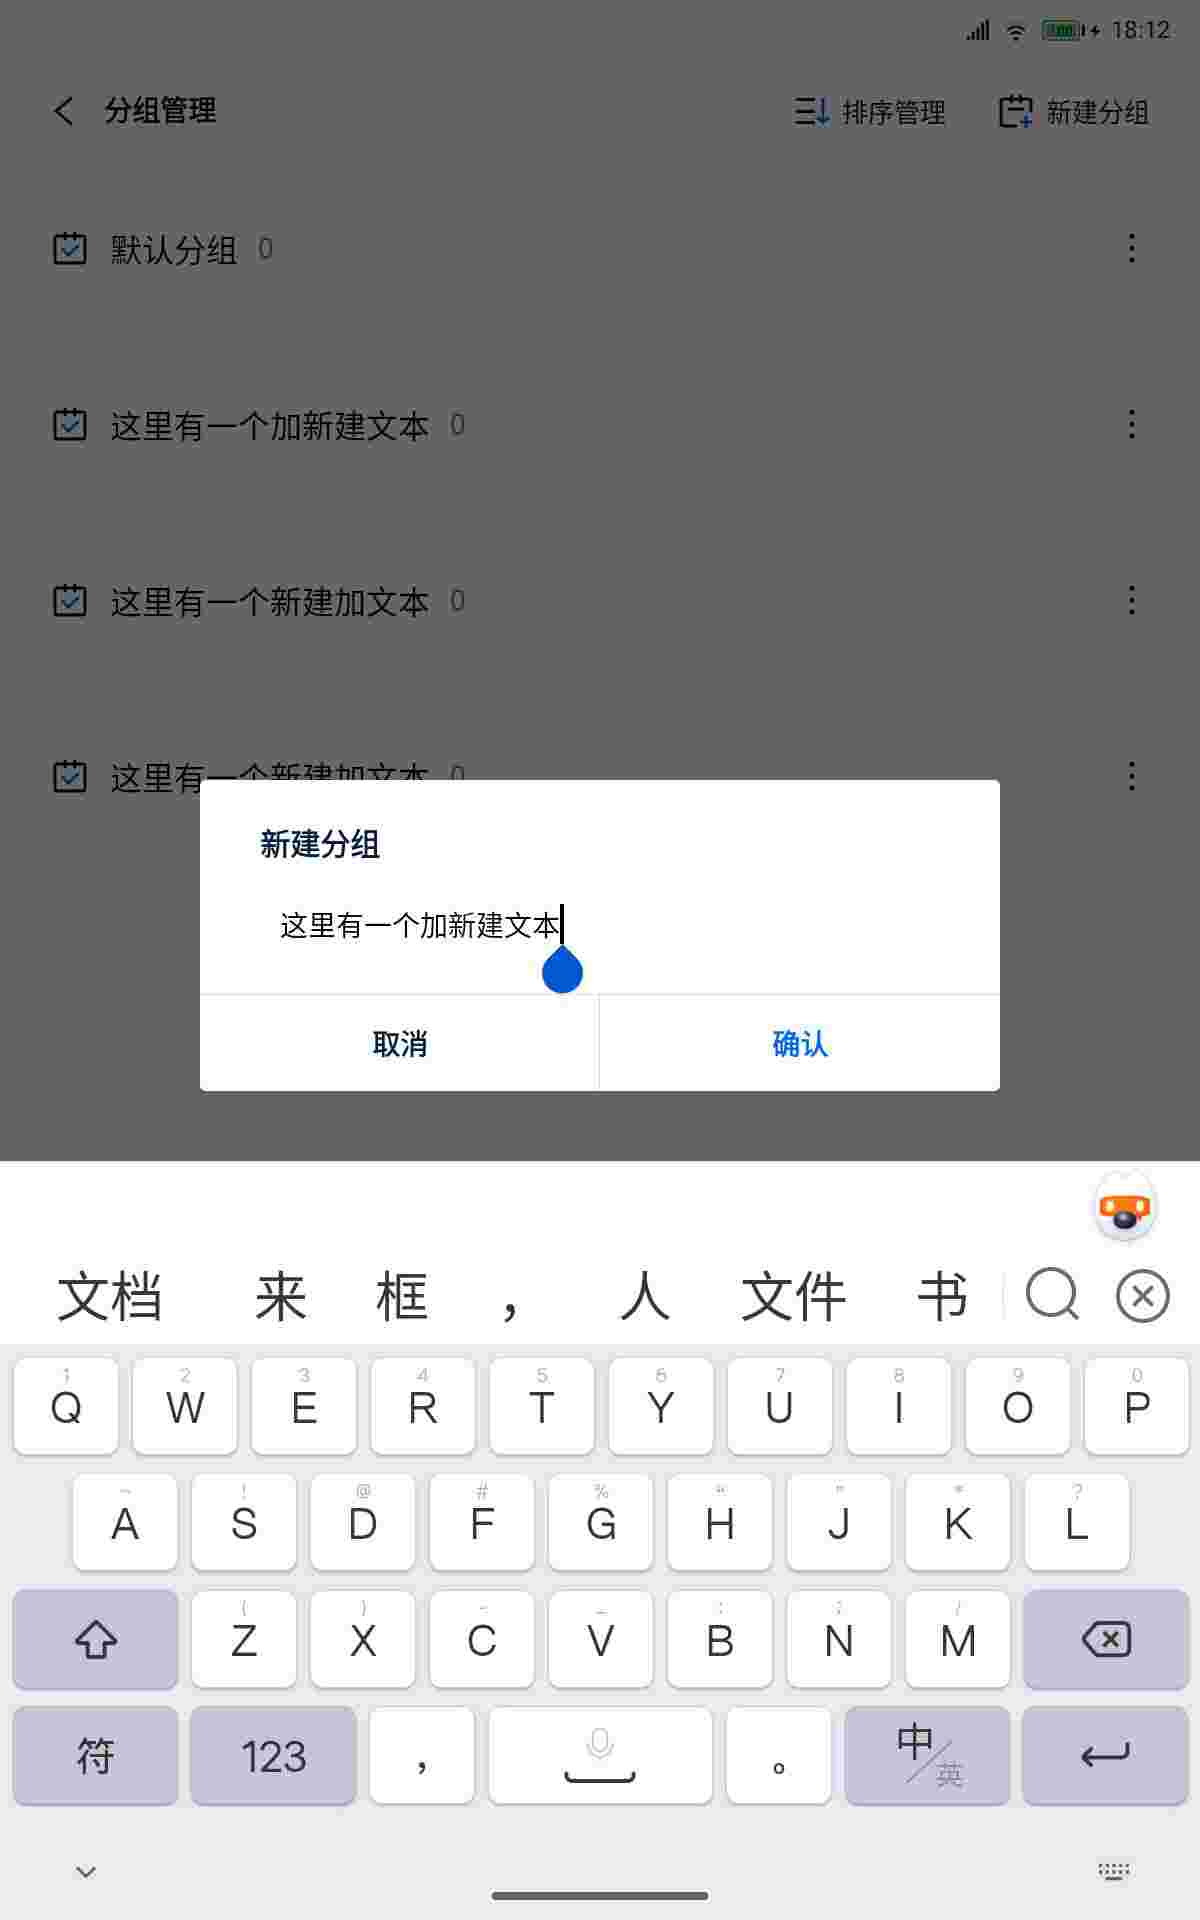 100 18:12
分组管理 排序管理 新建分组
默认分组 0
这里有一个加新建文本 0
这里有一个新建加文本 0
这里有一个新建加文本 0
新建分组
这里有一个加新建文本
取消 确认
文档 来 框 , 人 文件 书
1 2 3 4 5 6 7 8 9 0
Q W E R T Y U I O P
~ ! @ # % “ ” * ?
A S D F G H J K L
( ) - _ : ; /
Z X C V B N M
符 123 , 。 中/英